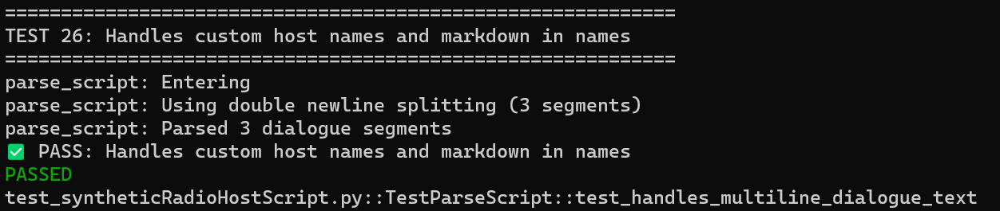 ============================================================
TEST 26: Handles custom host names and markdown in names
============================================================
parse_script: Entering
parse_script: Using double newline splitting (3 segments)
parse_script: Parsed 3 dialogue segments
✅ PASS: Handles custom host names and markdown in names
PASSED
test_syntheticRadioHostScript.py::TestParseScript::test_handles_multiline_dialogue_text